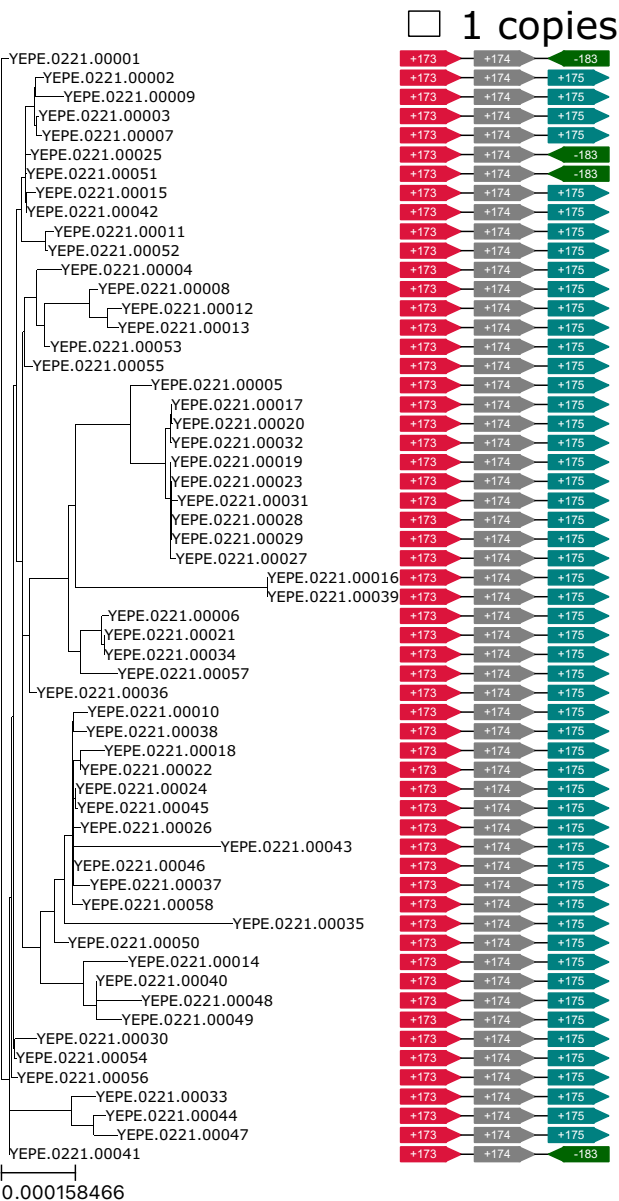 1 copies
YEPE.0221.00001 +173 +174 -183
YEPE.0221.00002 +173 +174 +175
YEPE.0221.00009 +173 +174 +175
YEPE.0221.00003 +173 +174 +175
YEPE.0221.00007 +173 +174 +175
YEPE.0221.00025 +173 +174 -183
YEPE.0221.00051 +173 +174 -183
YEPE.0221.00015 +173 +174 +175
YEPE.0221.00042 +173 +174 +175
YEPE.0221.00011 +173 +174 +175
YEPE.0221.00052 +173 +174 +175
YEPE.0221.00004 +173 +174 +175
YEPE.0221.00008 +173 +174 +175
YEPE.0221.00012 +173 +174 +175
YEPE.0221.00013 +173 +174 +175
YEPE.0221.00053 +173 +174 +175
YEPE.0221.00055 +173 +174 +175
YEPE.0221.00005 +173 +174 +175
YEPE.0221.00017 +173 +174 +175
YEPE.0221.00020 +173 +174 +175
YEPE.0221.00032 +173 +174 +175
YEPE.0221.00019 +173 +174 +175
YEPE.0221.00023 +173 +174 +175
YEPE.0221.00031 +173 +174 +175
YEPE.0221.00028 +173 +174 +175
YEPE.0221.00029 +173 +174 +175
YEPE.0221.00027 +173 +174 +175
YEPE.0221.00016 +173 +174 +175
YEPE.0221.00039 +173 +174 +175
YEPE.0221.00006 +173 +174 +175
YEPE.0221.00021 +173 +174 +175
YEPE.0221.00034 +173 +174 +175
YEPE.0221.00057 +173 +174 +175
YEPE.0221.00036 +173 +174 +175
YEPE.0221.00010 +173 +174 +175
YEPE.0221.00038 +173 +174 +175
YEPE.0221.00018 +173 +174 +175
YEPE.0221.00022 +173 +174 +175
YEPE.0221.00024 +173 +174 +175
YEPE.0221.00045 +173 +174 +175
YEPE.0221.00026 +173 +174 +175
YEPE.0221.00043 +173 +174 +175
YEPE.0221.00046 +173 +174 +175
YEPE.0221.00037 +173 +174 +175
YEPE.0221.00058 +173 +174 +175
YEPE.0221.00035 +173 +174 +175
YEPE.0221.00050 +173 +174 +175
YEPE.0221.00014 +173 +174 +175
YEPE.0221.00040 +173 +174 +175
YEPE.0221.00048 +173 +174 +175
YEPE.0221.00049 +173 +174 +175
YEPE.0221.00030 +173 +174 +175
YEPE.0221.00054 +173 +174 +175
YEPE.0221.00056 +173 +174 +175
YEPE.0221.00033 +173 +174 +175
YEPE.0221.00044 +173 +174 +175
YEPE.0221.00047 +173 +174 +175
YEPE.0221.00041 +173 +174 -183
0.000158466